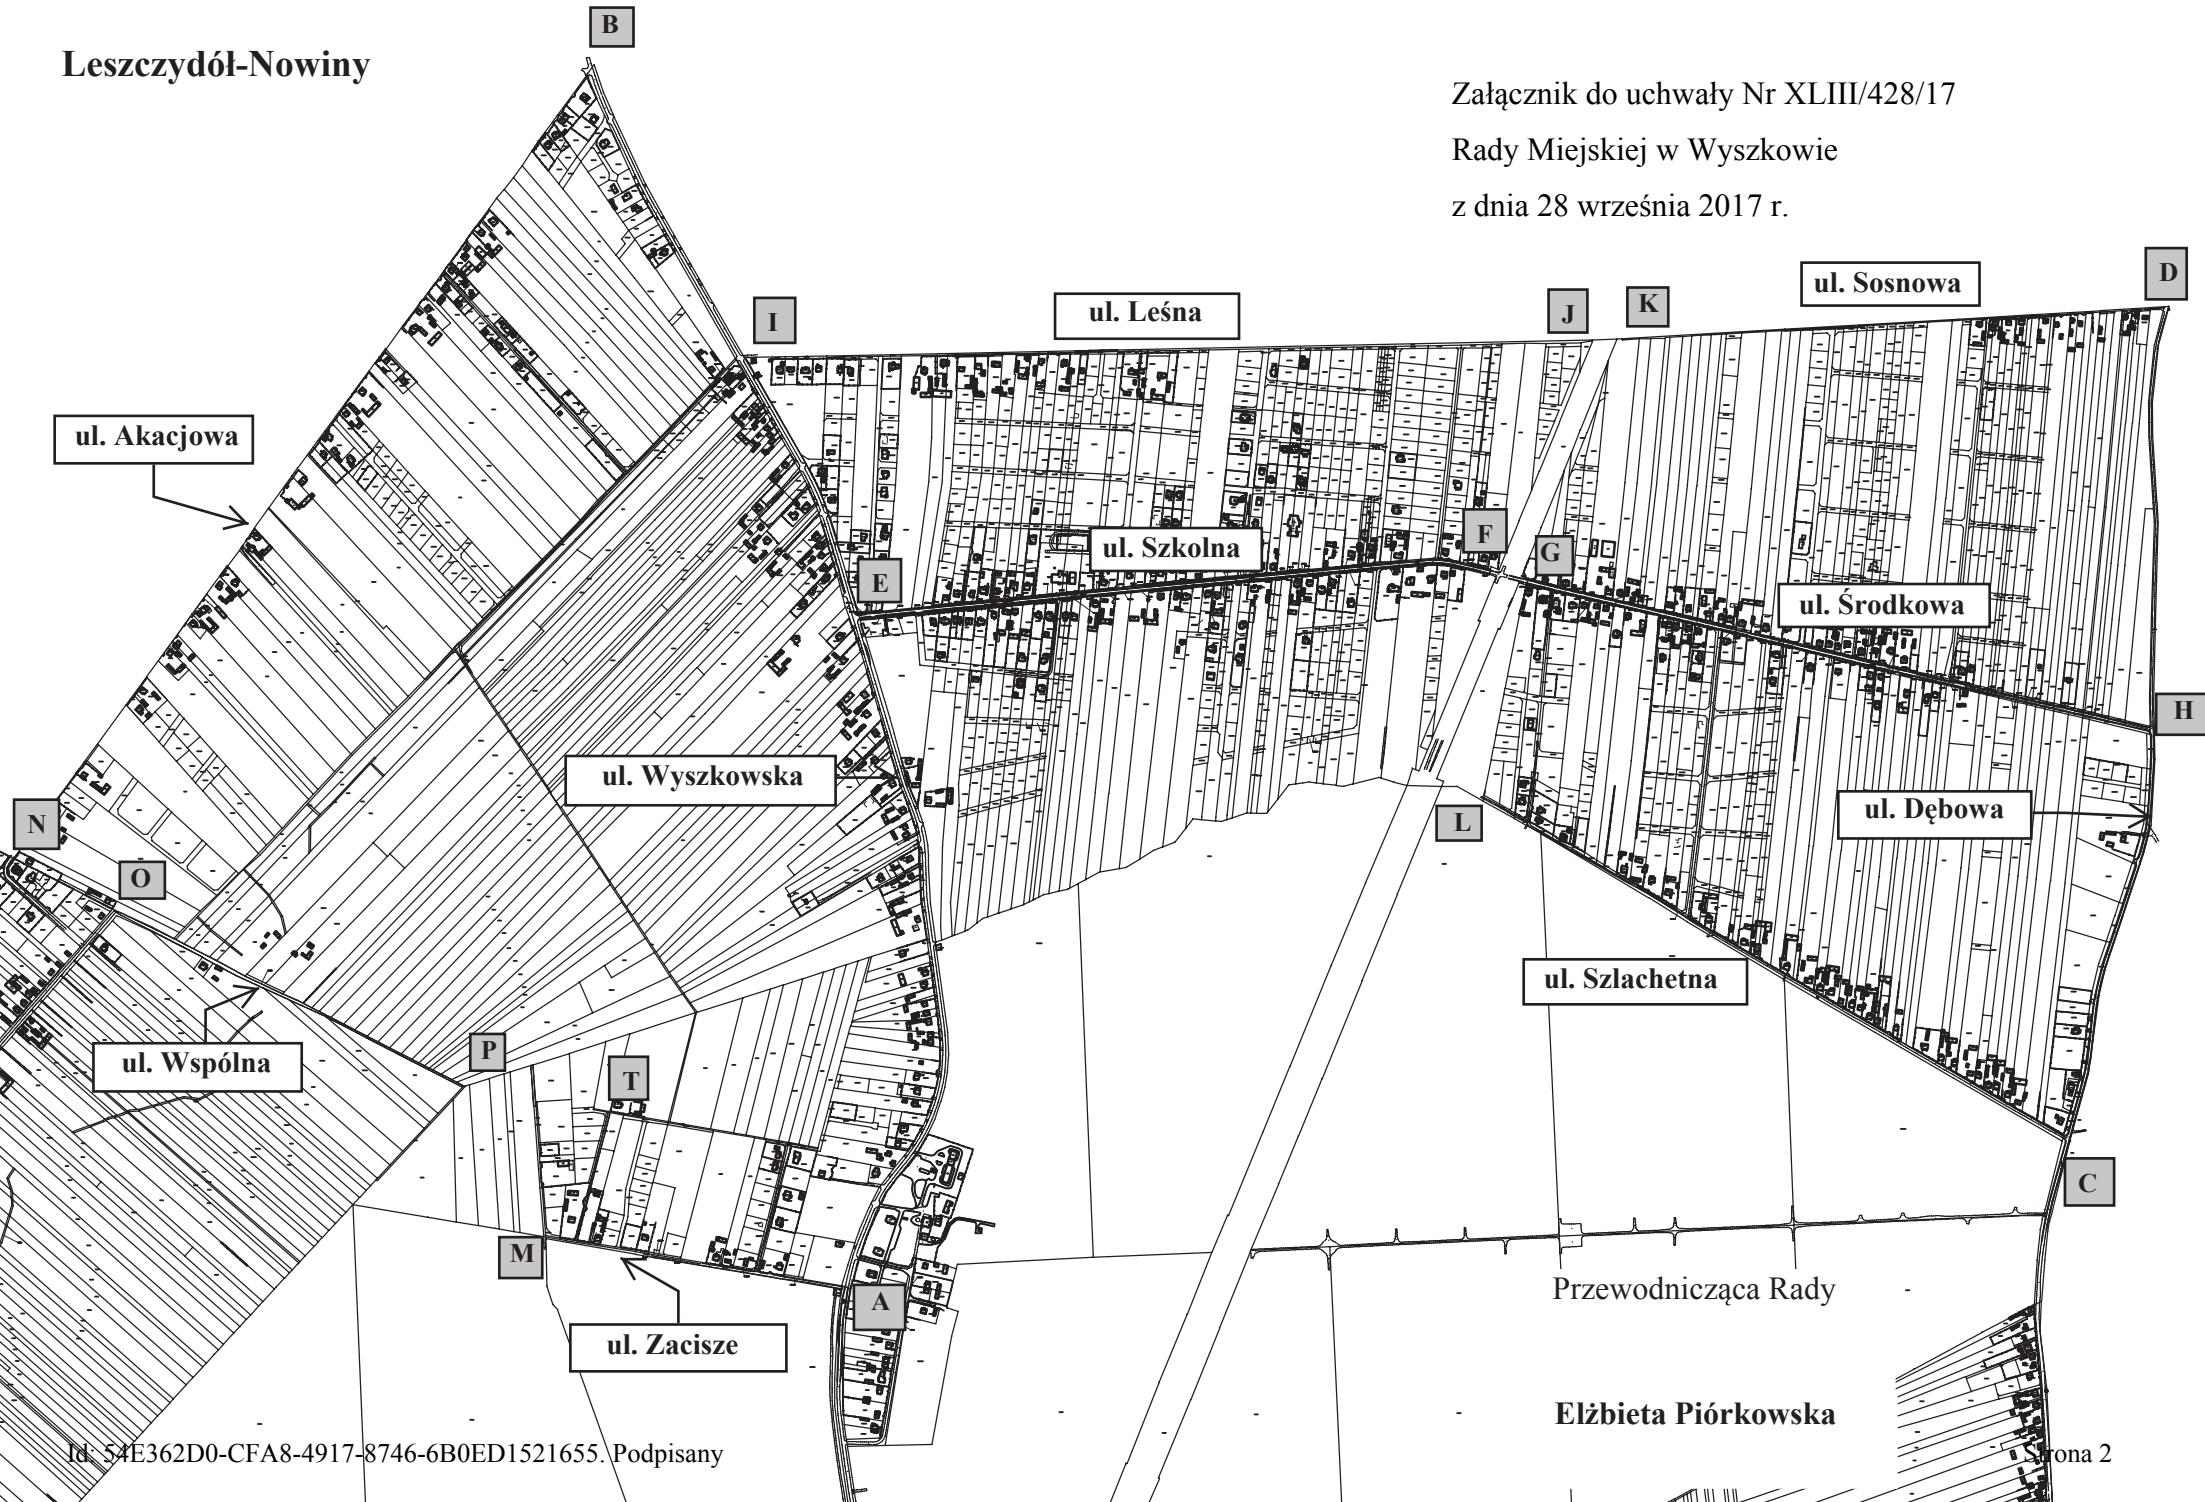 B
Leszczydół-Nowiny
Załącznik do uchwały Nr XLIII/428/17
Rady Miejskiej w Wyszkowie
z dnia 28 września 2017 r.
D
ul. Sosnowa
I
ul. Leśna
J
K
ul. Akacjowa
F
G
ul. Szkolna
E
ul. Środkowa
H
ul. Wyszkowska
ul. Dębowa
N
L
O
ul. Szlachetna
P
ul. Wspólna
T
C
M
Przewodnicząca Rady
A
ul. Zacisze
Elżbieta Piórkowska
Id: 54E362D0-CFA8-4917-8746-6B0ED1521655. Podpisany
Strona 2